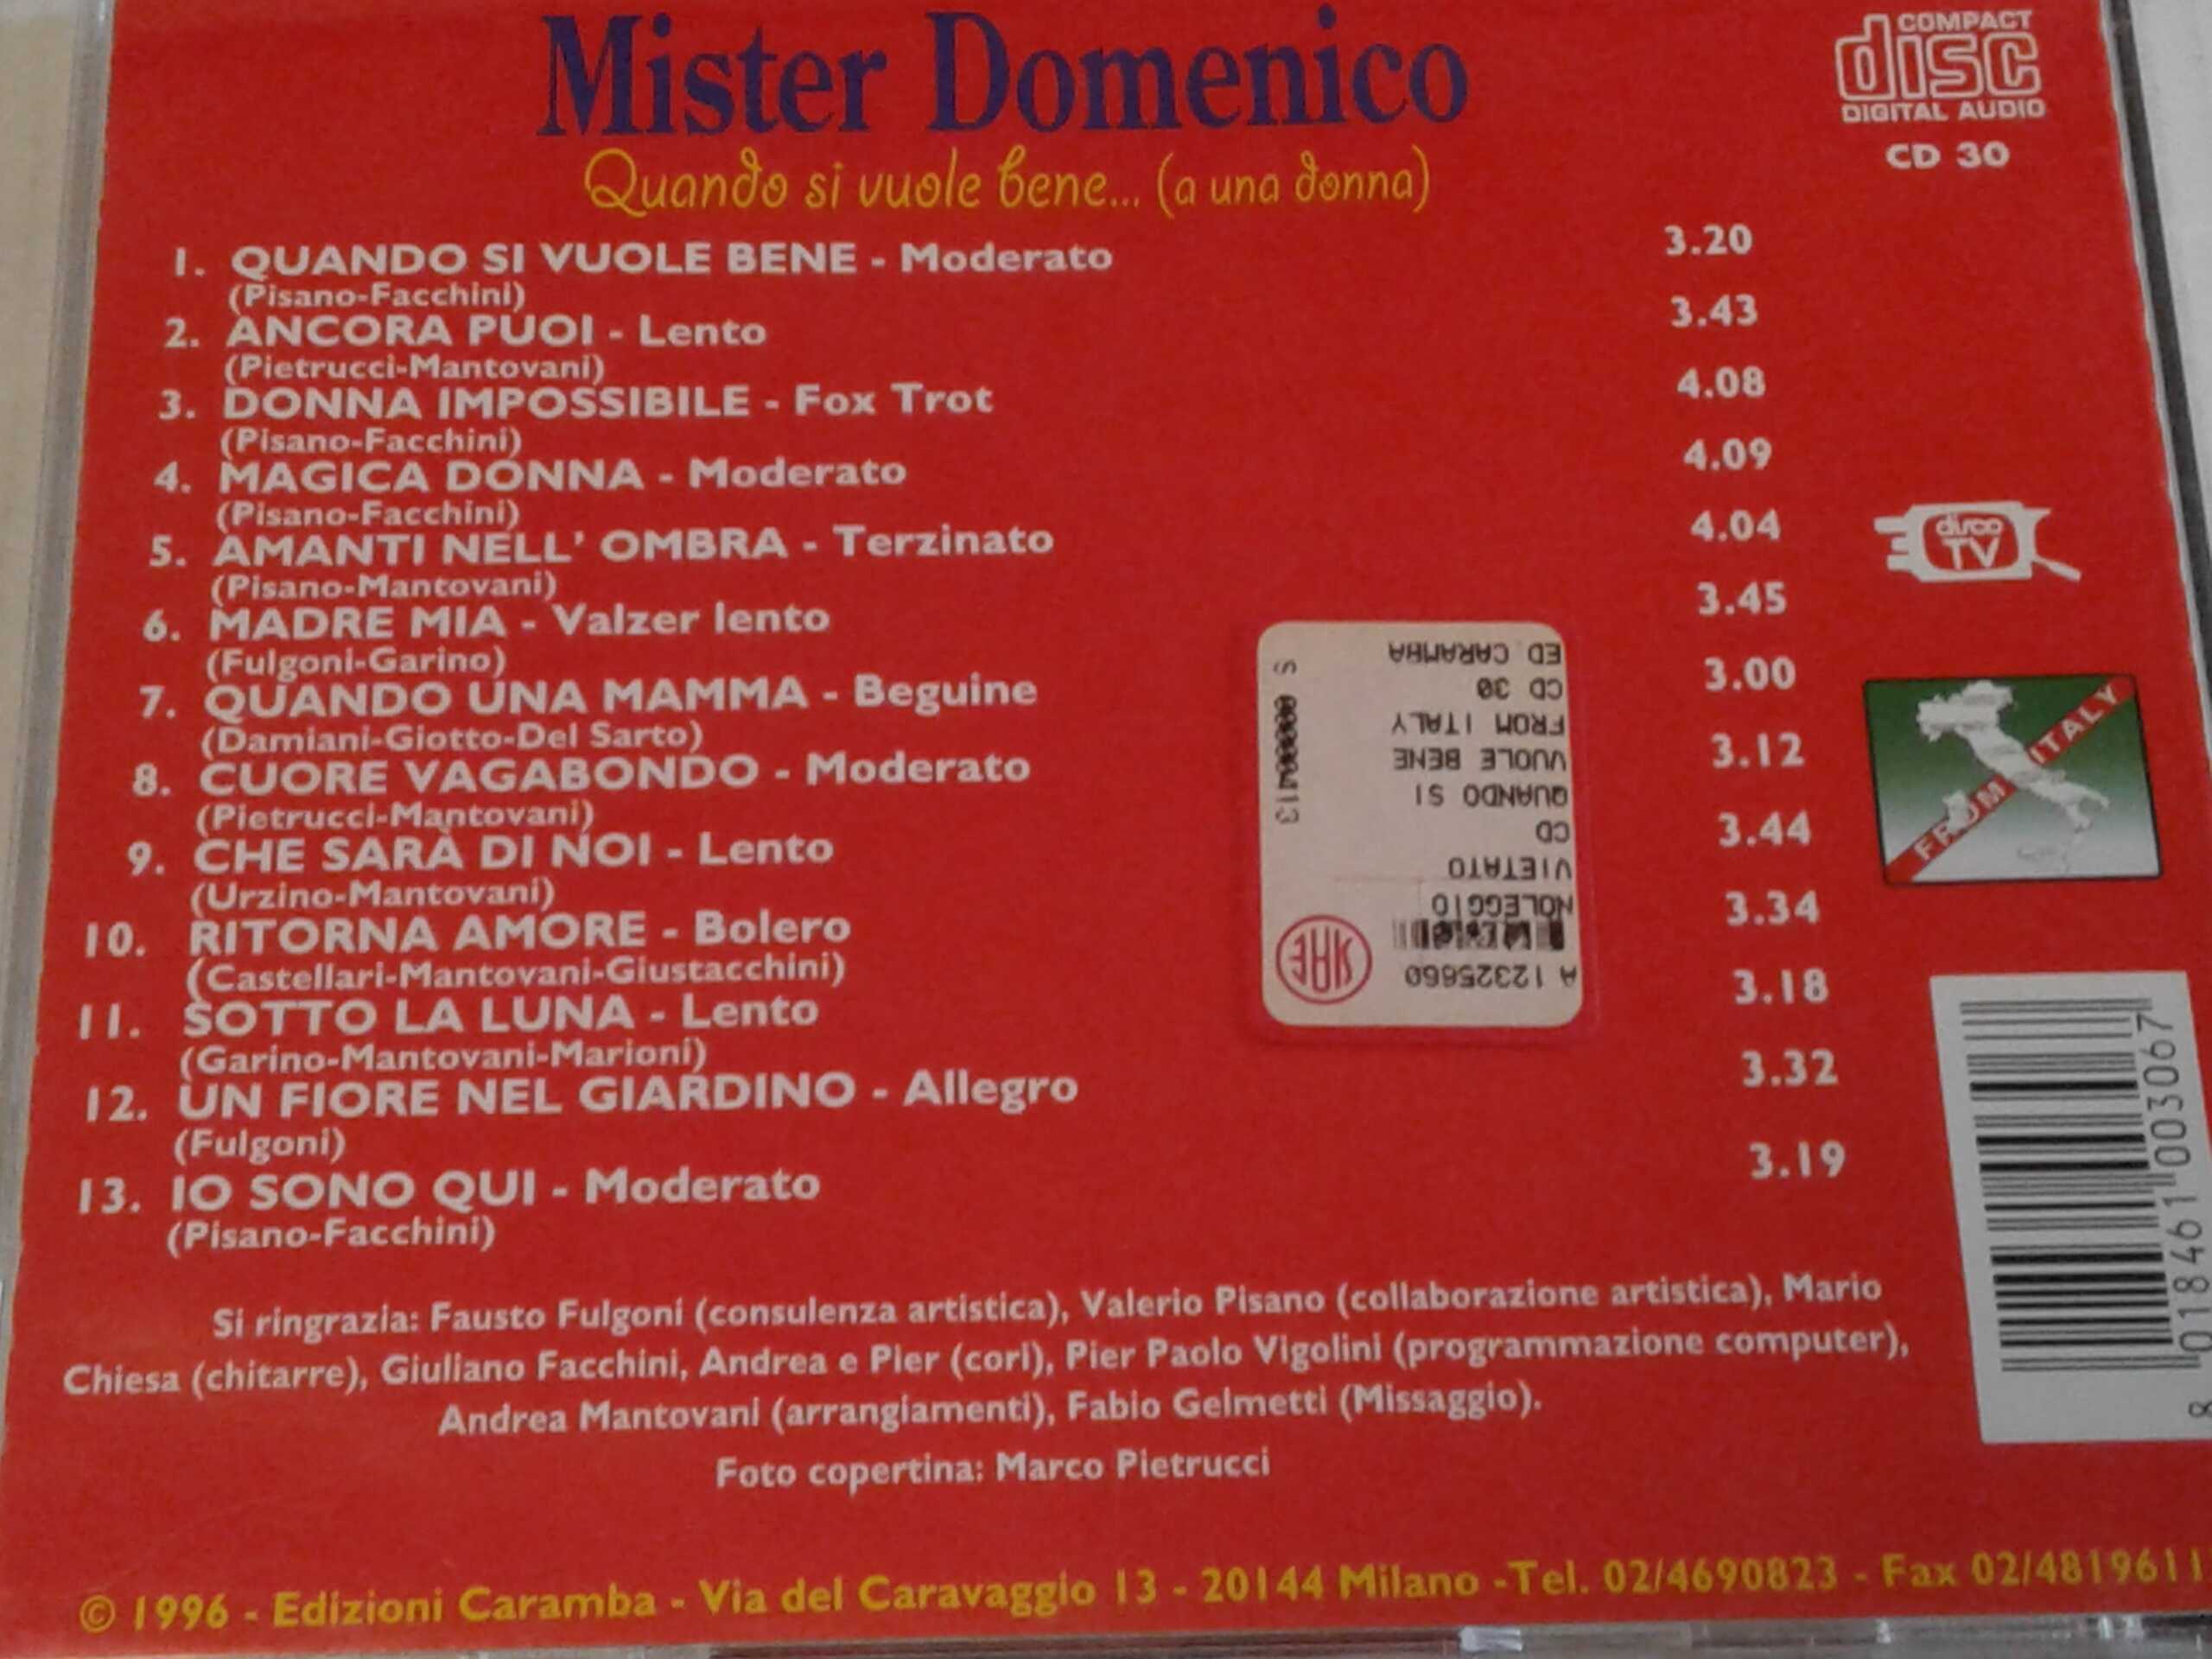 Mister Domenico
COMPACT
disc
DIGITAL AUDIO
CD 30
Quando si vuole bene... (a una donna)
1. QUANDO SI VUOLE BENE - Moderato 3.20
(Pisano-Facchini)
2. ANCORA PUOI - Lento 3.43
(Pietrucci-Mantovani)
3. DONNA IMPOSSIBILE - Fox Trot 4.08
(Pisano-Facchini)
4. MAGICA DONNA - Moderato 4.09
(Pisano-Facchini)
5. AMANTI NELL' OMBRA - Terzinato 4.04
(Pisano-Mantovani)
6. MADRE MIA - Valzer lento 3.45
(Fulgoni-Garino)
7. QUANDO UNA MAMMA - Beguine 3.00
(Damiani-Giotto-Del Sarto)
8. CUORE VAGABONDO - Moderato 3.12
(Pietrucci-Mantovani)
9. CHE SARÀ DI NOI - Lento 3.44
(Urzino-Mantovani)
10. RITORNA AMORE - Bolero 3.34
(Castellari-Mantovani-Giustacchini)
11. SOTTO LA LUNA - Lento 3.18
(Garino-Mantovani-Marioni)
12. UN FIORE NEL GIARDINO - Allegro 3.32
(Fulgoni)
13. IO SONO QUI - Moderato 3.19
(Pisano-Facchini)
disco
TV
FROM ITALY
A 12325660
NOLEGGIO
VIETATO
CD
QUANDO SI
VUOLE BENE
FROM ITALY
CD 30
ED CARAMBA
S 00000413
SIAE
8 018461 003067
Si ringrazia: Fausto Fulgoni (consulenza artistica), Valerio Pisano (collaborazione artistica), Mario
Chiesa (chitarre), Giuliano Facchini, Andrea e Pier (cori), Pier Paolo Vigolini (programmazione computer),
Andrea Mantovani (arrangiamenti), Fabio Gelmetti (Missaggio).
Foto copertina: Marco Pietrucci
© 1996 - Edizioni Caramba - Via del Caravaggio 13 - 20144 Milano -Tel. 02/4690823 - Fax 02/4819611